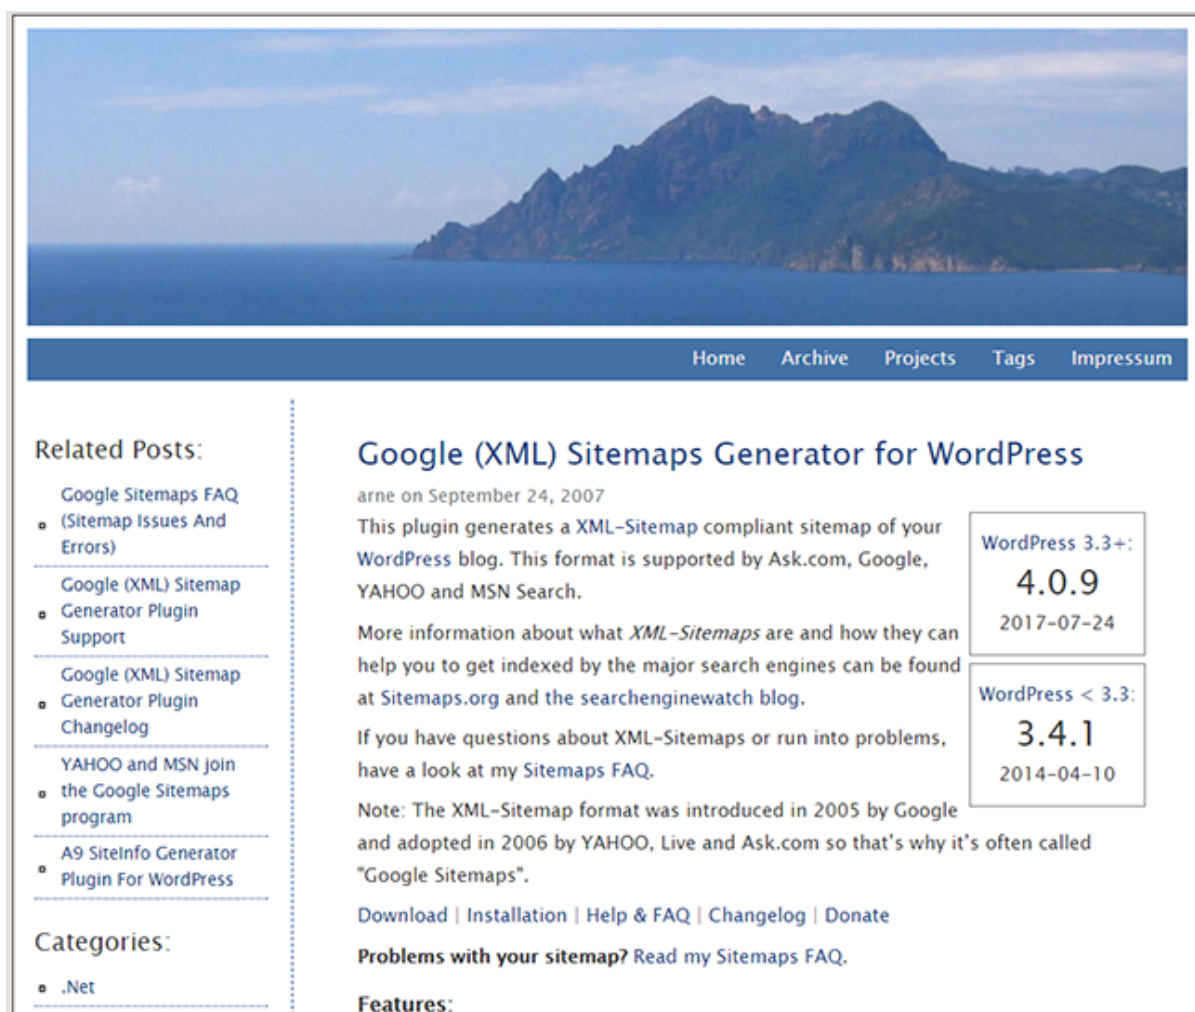 Home Archive Projects Tags Impressum
Related Posts:
Google Sitemaps FAQ
(Sitemap Issues And
Errors)
Google (XML) Sitemap
Generator Plugin
Support
Google (XML) Sitemap
Generator Plugin
Changelog
YAHOO and MSN join
the Google Sitemaps
program
A9 SiteInfo Generator
Plugin For WordPress
Categories:
.Net
Google (XML) Sitemaps Generator for WordPress
arne on September 24, 2007
This plugin generates a XML-Sitemap compliant sitemap of your
WordPress blog. This format is supported by Ask.com, Google,
YAHOO and MSN Search.
More information about what XML-Sitemaps are and how they can
help you to get indexed by the major search engines can be found
at Sitemaps.org and the searchenginewatch blog.
If you have questions about XML-Sitemaps or run into problems,
have a look at my Sitemaps FAQ.
Note: The XML-Sitemap format was introduced in 2005 by Google
and adopted in 2006 by YAHOO, Live and Ask.com so that's why it's often called
"Google Sitemaps".
Download | Installation | Help & FAQ | Changelog | Donate
Problems with your sitemap? Read my Sitemaps FAQ.
Features:
WordPress 3.3+:
4.0.9
2017-07-24
WordPress < 3.3:
3.4.1
2014-04-10